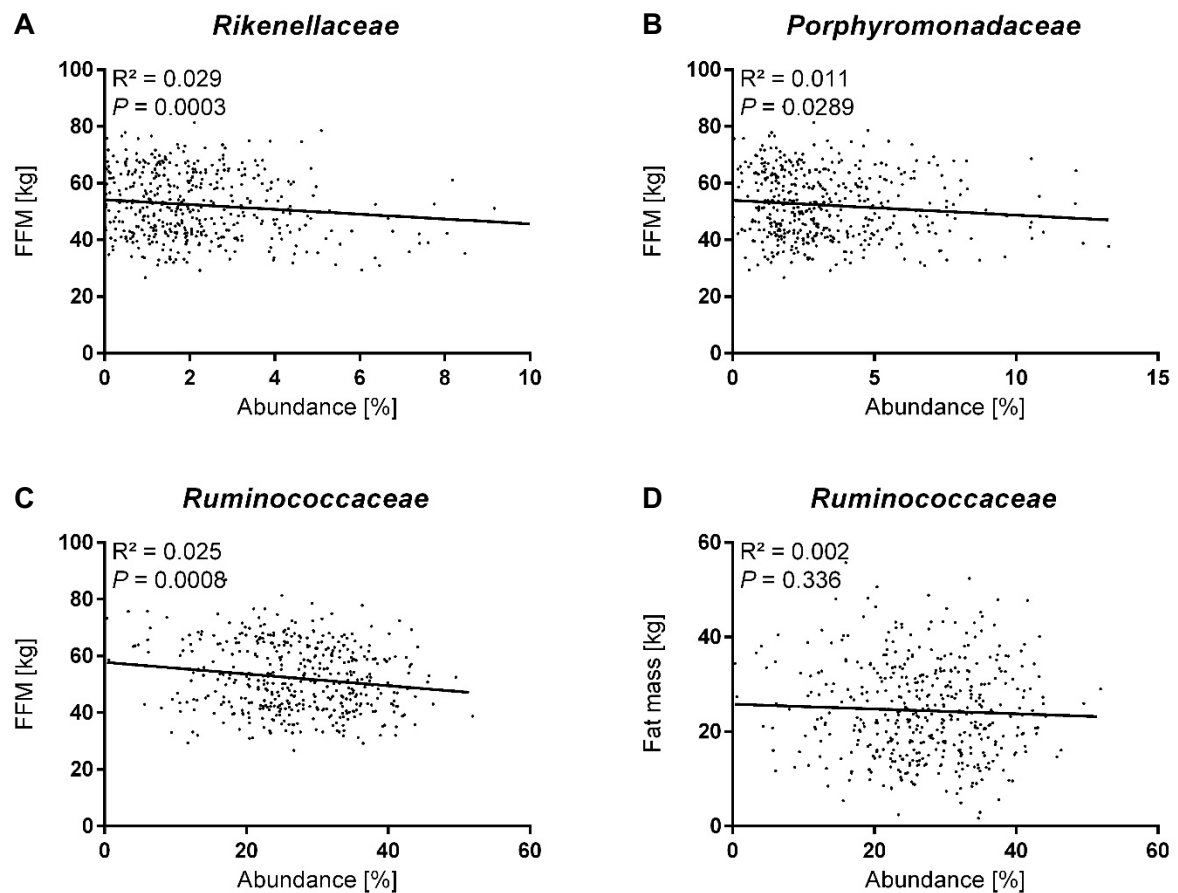 A
Rikenellaceae
R² = 0.029
P = 0.0003
100
80
60
40
20
0
FFM [kg]
0 2 4 6 8 10
Abundance [%]
B
Porphyromonadaceae
R² = 0.011
P = 0.0289
100
80
60
40
20
0
FFM [kg]
0 5 10 15
Abundance [%]
C
Ruminococcaceae
R² = 0.025
P = 0.0008
100
80
60
40
20
0
FFM [kg]
0 20 40 60
Abundance [%]
D
Ruminococcaceae
R² = 0.002
P = 0.336
60
40
20
0
Fat mass [kg]
0 20 40 60
Abundance [%]